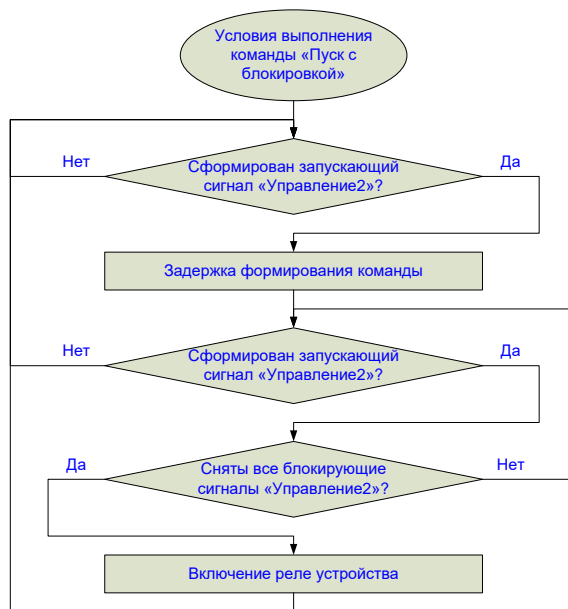 Условия выполнения
команды «Пуск с
блокировкой»
Нет
Сформирован запускающий
сигнал «Управление2»?
Да
Задержка формирования команды
Нет
Сформирован запускающий
сигнал «Управление2»?
Да
Да
Сняты все блокирующие
сигналы «Управление2»?
Нет
Включение реле устройства